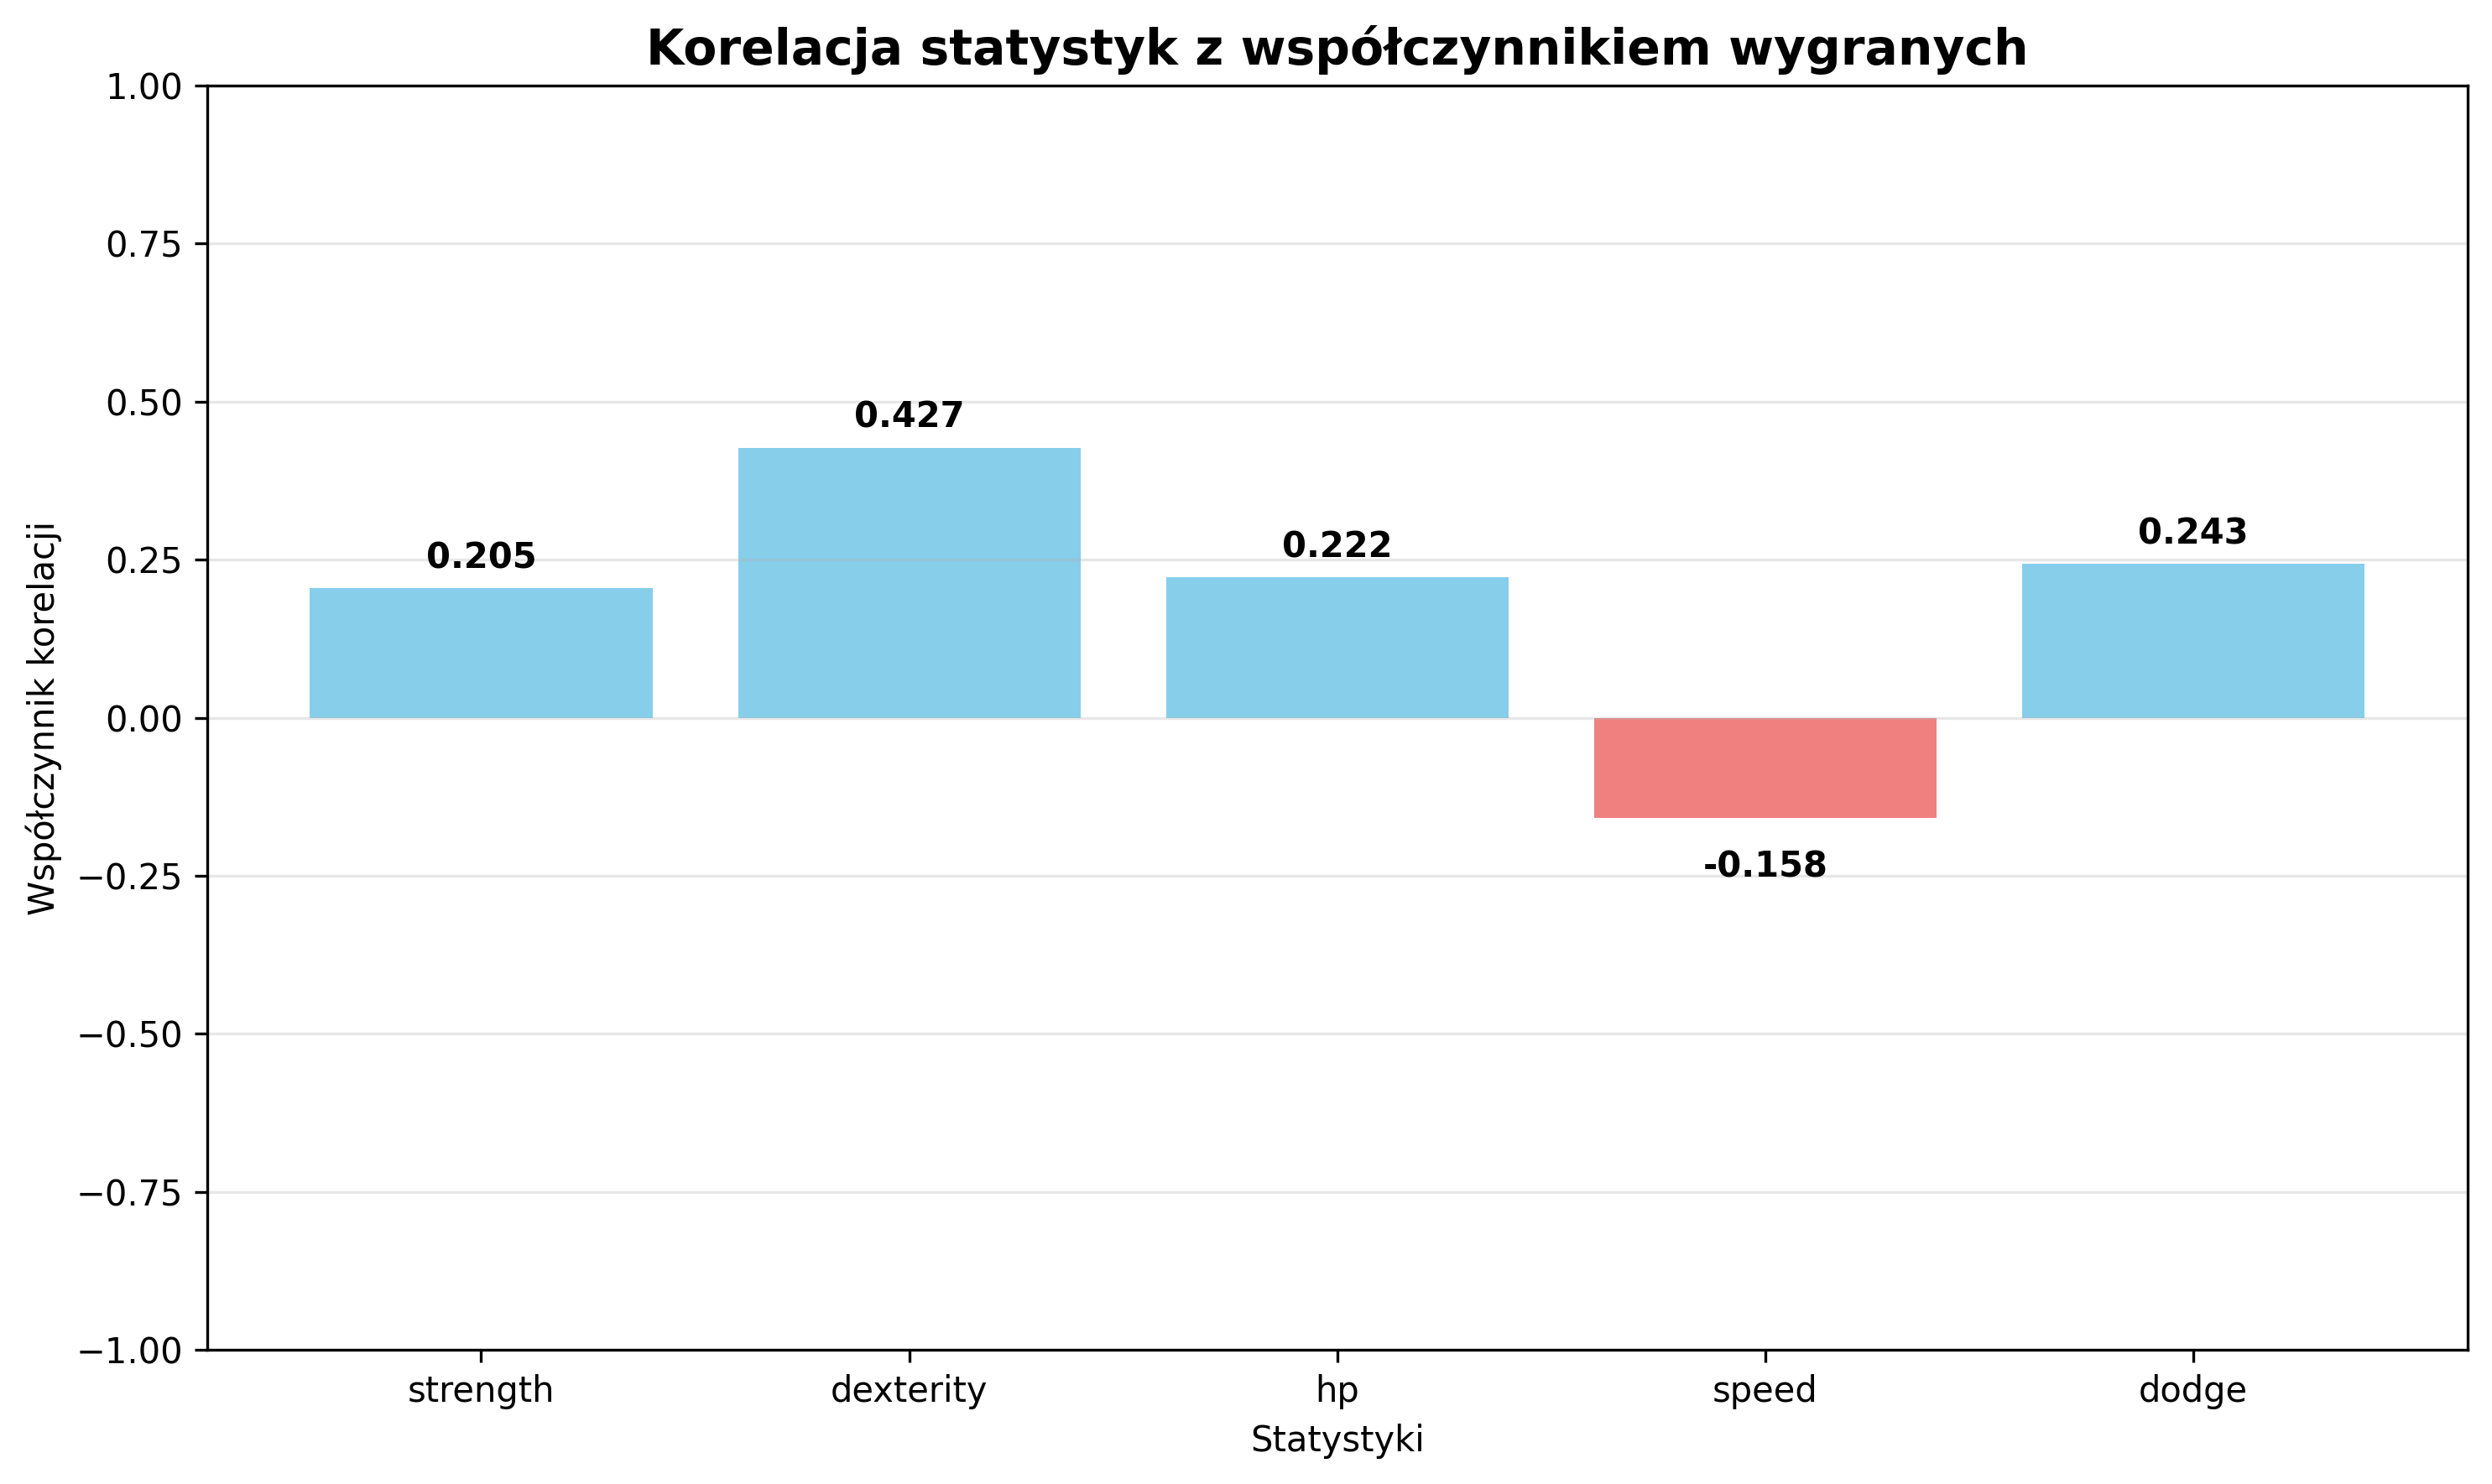 Korelacja statystyk z współczynnikiem wygranych
1.00
0.75
0.50
0.25
0.00
−0.25
−0.50
−0.75
−1.00
Współczynnik korelacji
0.205
0.427
0.222
-0.158
0.243
strength
dexterity
hp
speed
dodge
Statystyki